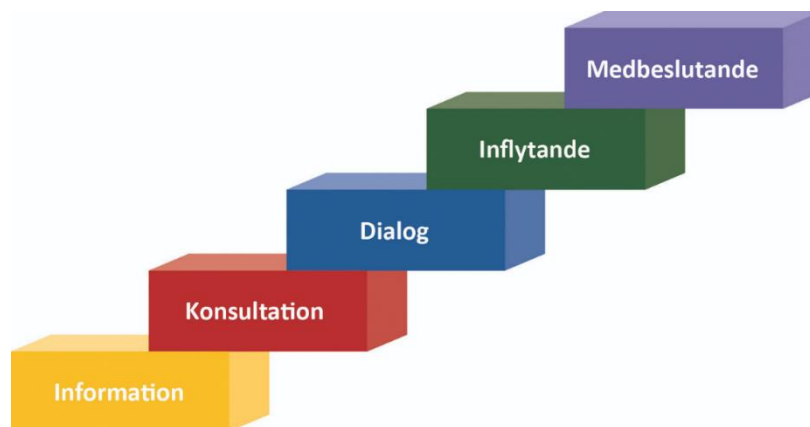 Medbeslutande
Inflytande
Dialog
Konsultation
Information